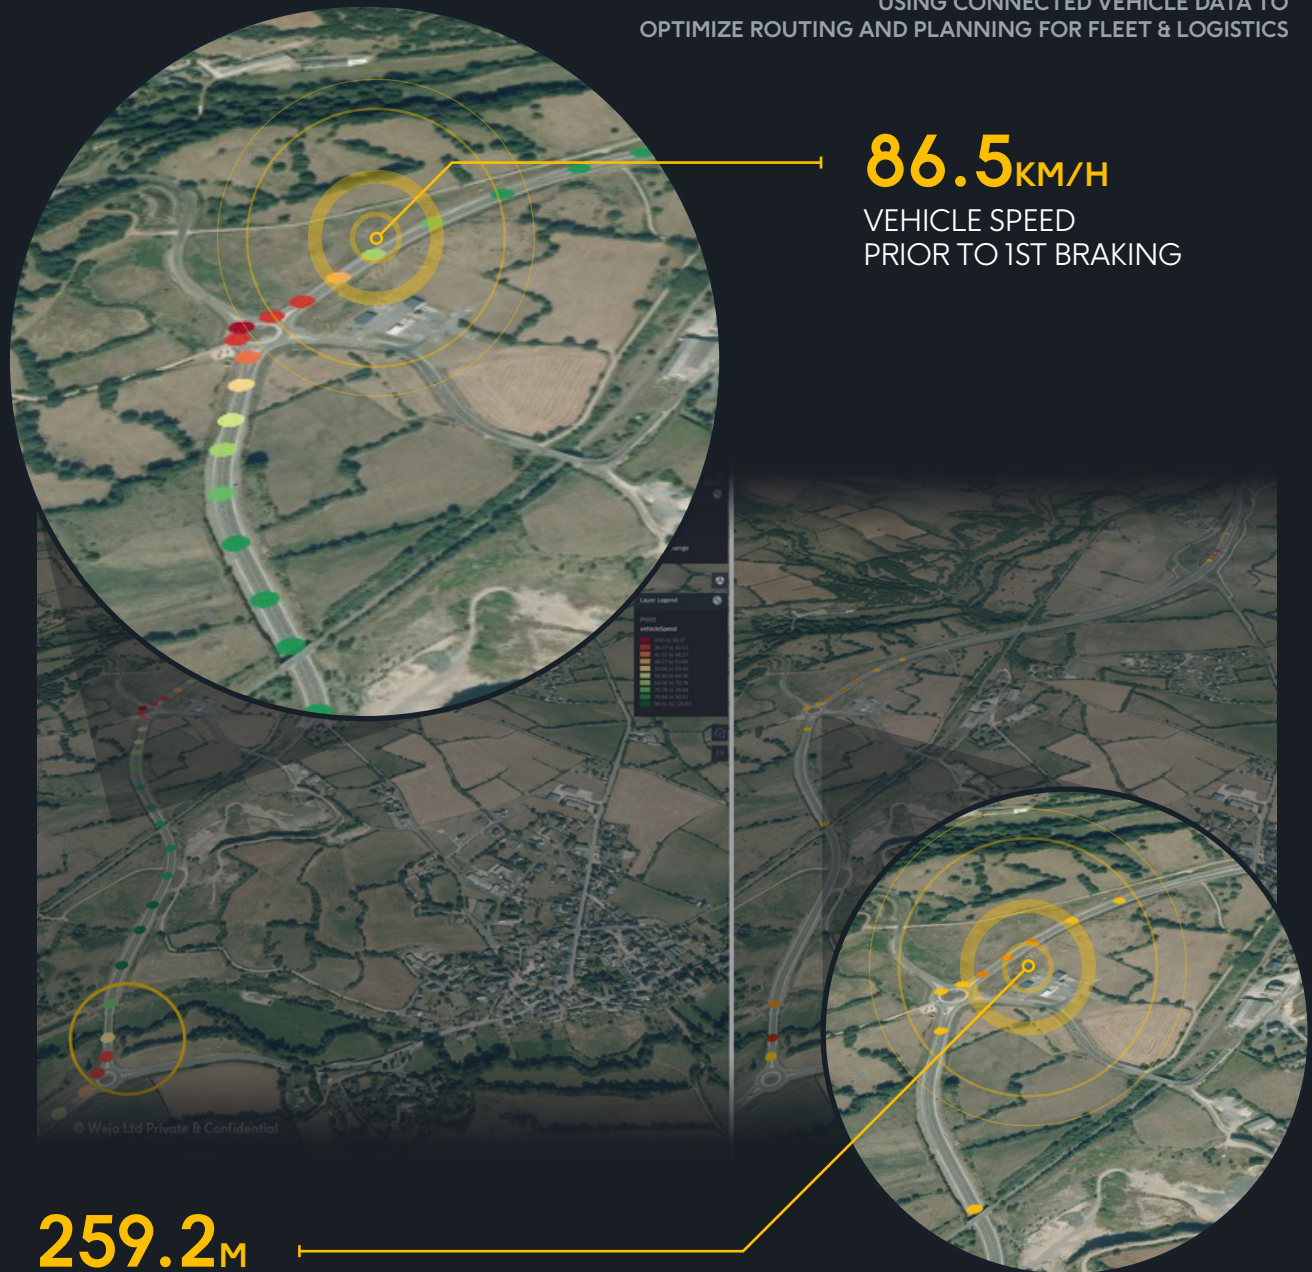 USING CONNECTED VEHICLE DATA TO
OPTIMIZE ROUTING AND PLANNING FOR FLEET & LOGISTICS
86.5KM/H
VEHICLE SPEED
PRIOR TO 1ST BRAKING
Layer Legend
Point
vehicleSpeed
© Wejo Ltd Private & Confidential
259.2M